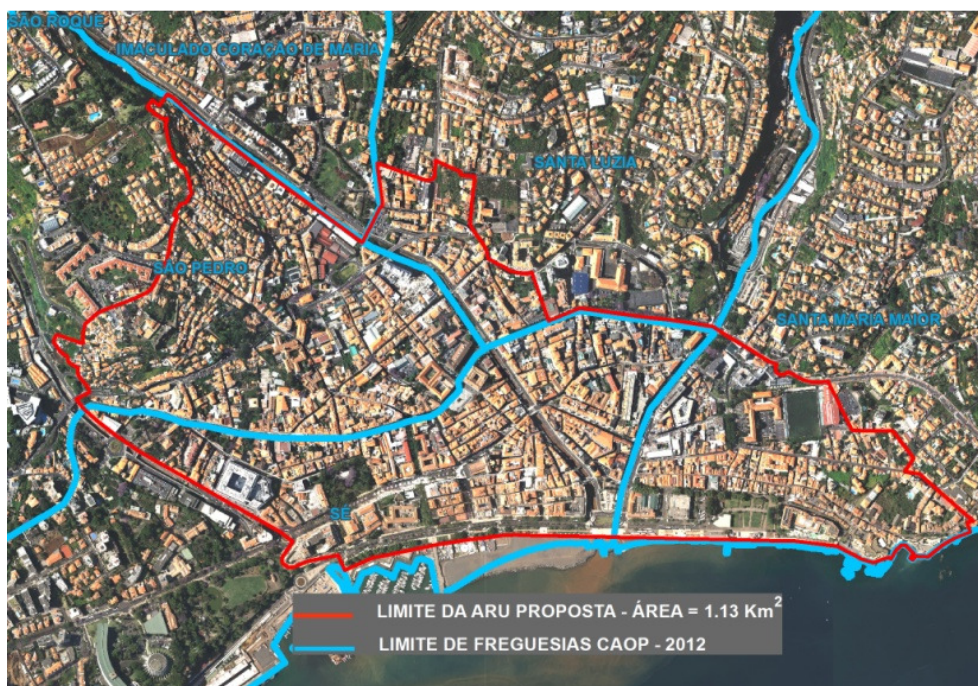 SÃO ROQUE
IMACULADO CORAÇÃO DE MARIA
SANTA LUZIA
SÃO PEDRO
SANTA MARIA MAIOR
SÉ
LIMITE DA ARU PROPOSTA - ÁREA = 1.13 Km²
LIMITE DE FREGUESIAS CAOP - 2012